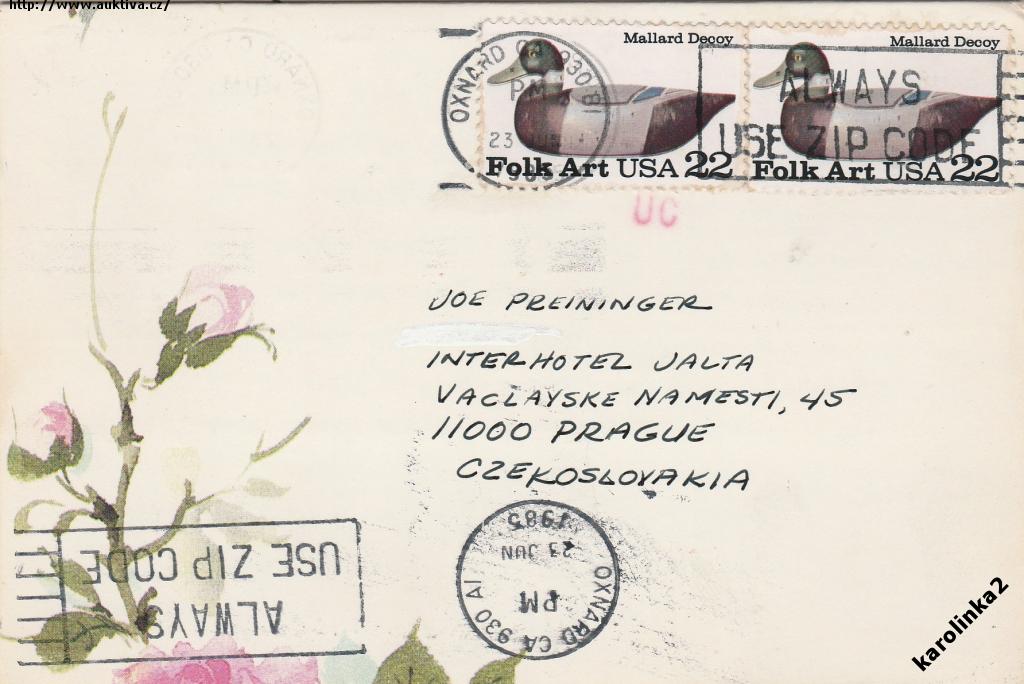 http://www.auktiva.cz/
Mallard Decoy
Folk Art USA 22
Mallard Decoy
Folk Art USA 22
OXNARD CA 930
PM
23
ALWAYS
USE ZIP CODE
UC
JOE PREININGER
INTERHOTEL JALTA
VACLAVSKE NAMESTI, 45
11000 PRAGUE
CZEKOSLOVAKIA
ALWAYS
USE ZIP CODE
OXNARD CA 930 A1
PM
23 JUN
1985
karolinka2